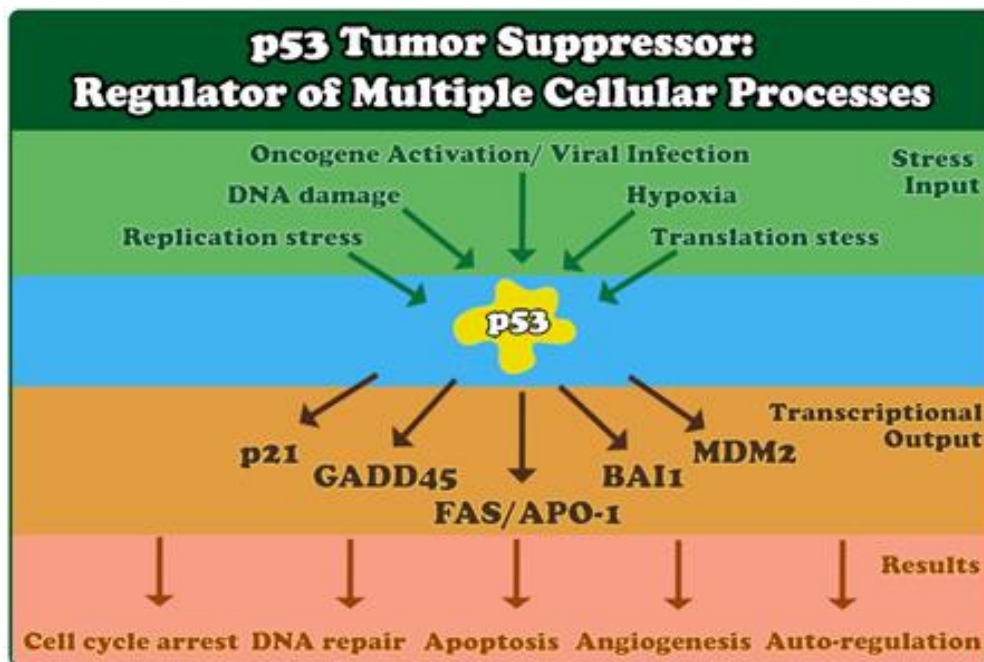 p53 Tumor Suppressor:
Regulator of Multiple Cellular Processes
Oncogene Activation/ Viral Infection
Stress
Input
DNA damage
Hypoxia
Replication stress
Translation stess
p53
Transcriptional
Output
p21
GADD45
FAS/APO-1
BAI1
MDM2
Results
Cell cycle arrest
DNA repair
Apoptosis
Angiogenesis
Auto-regulation